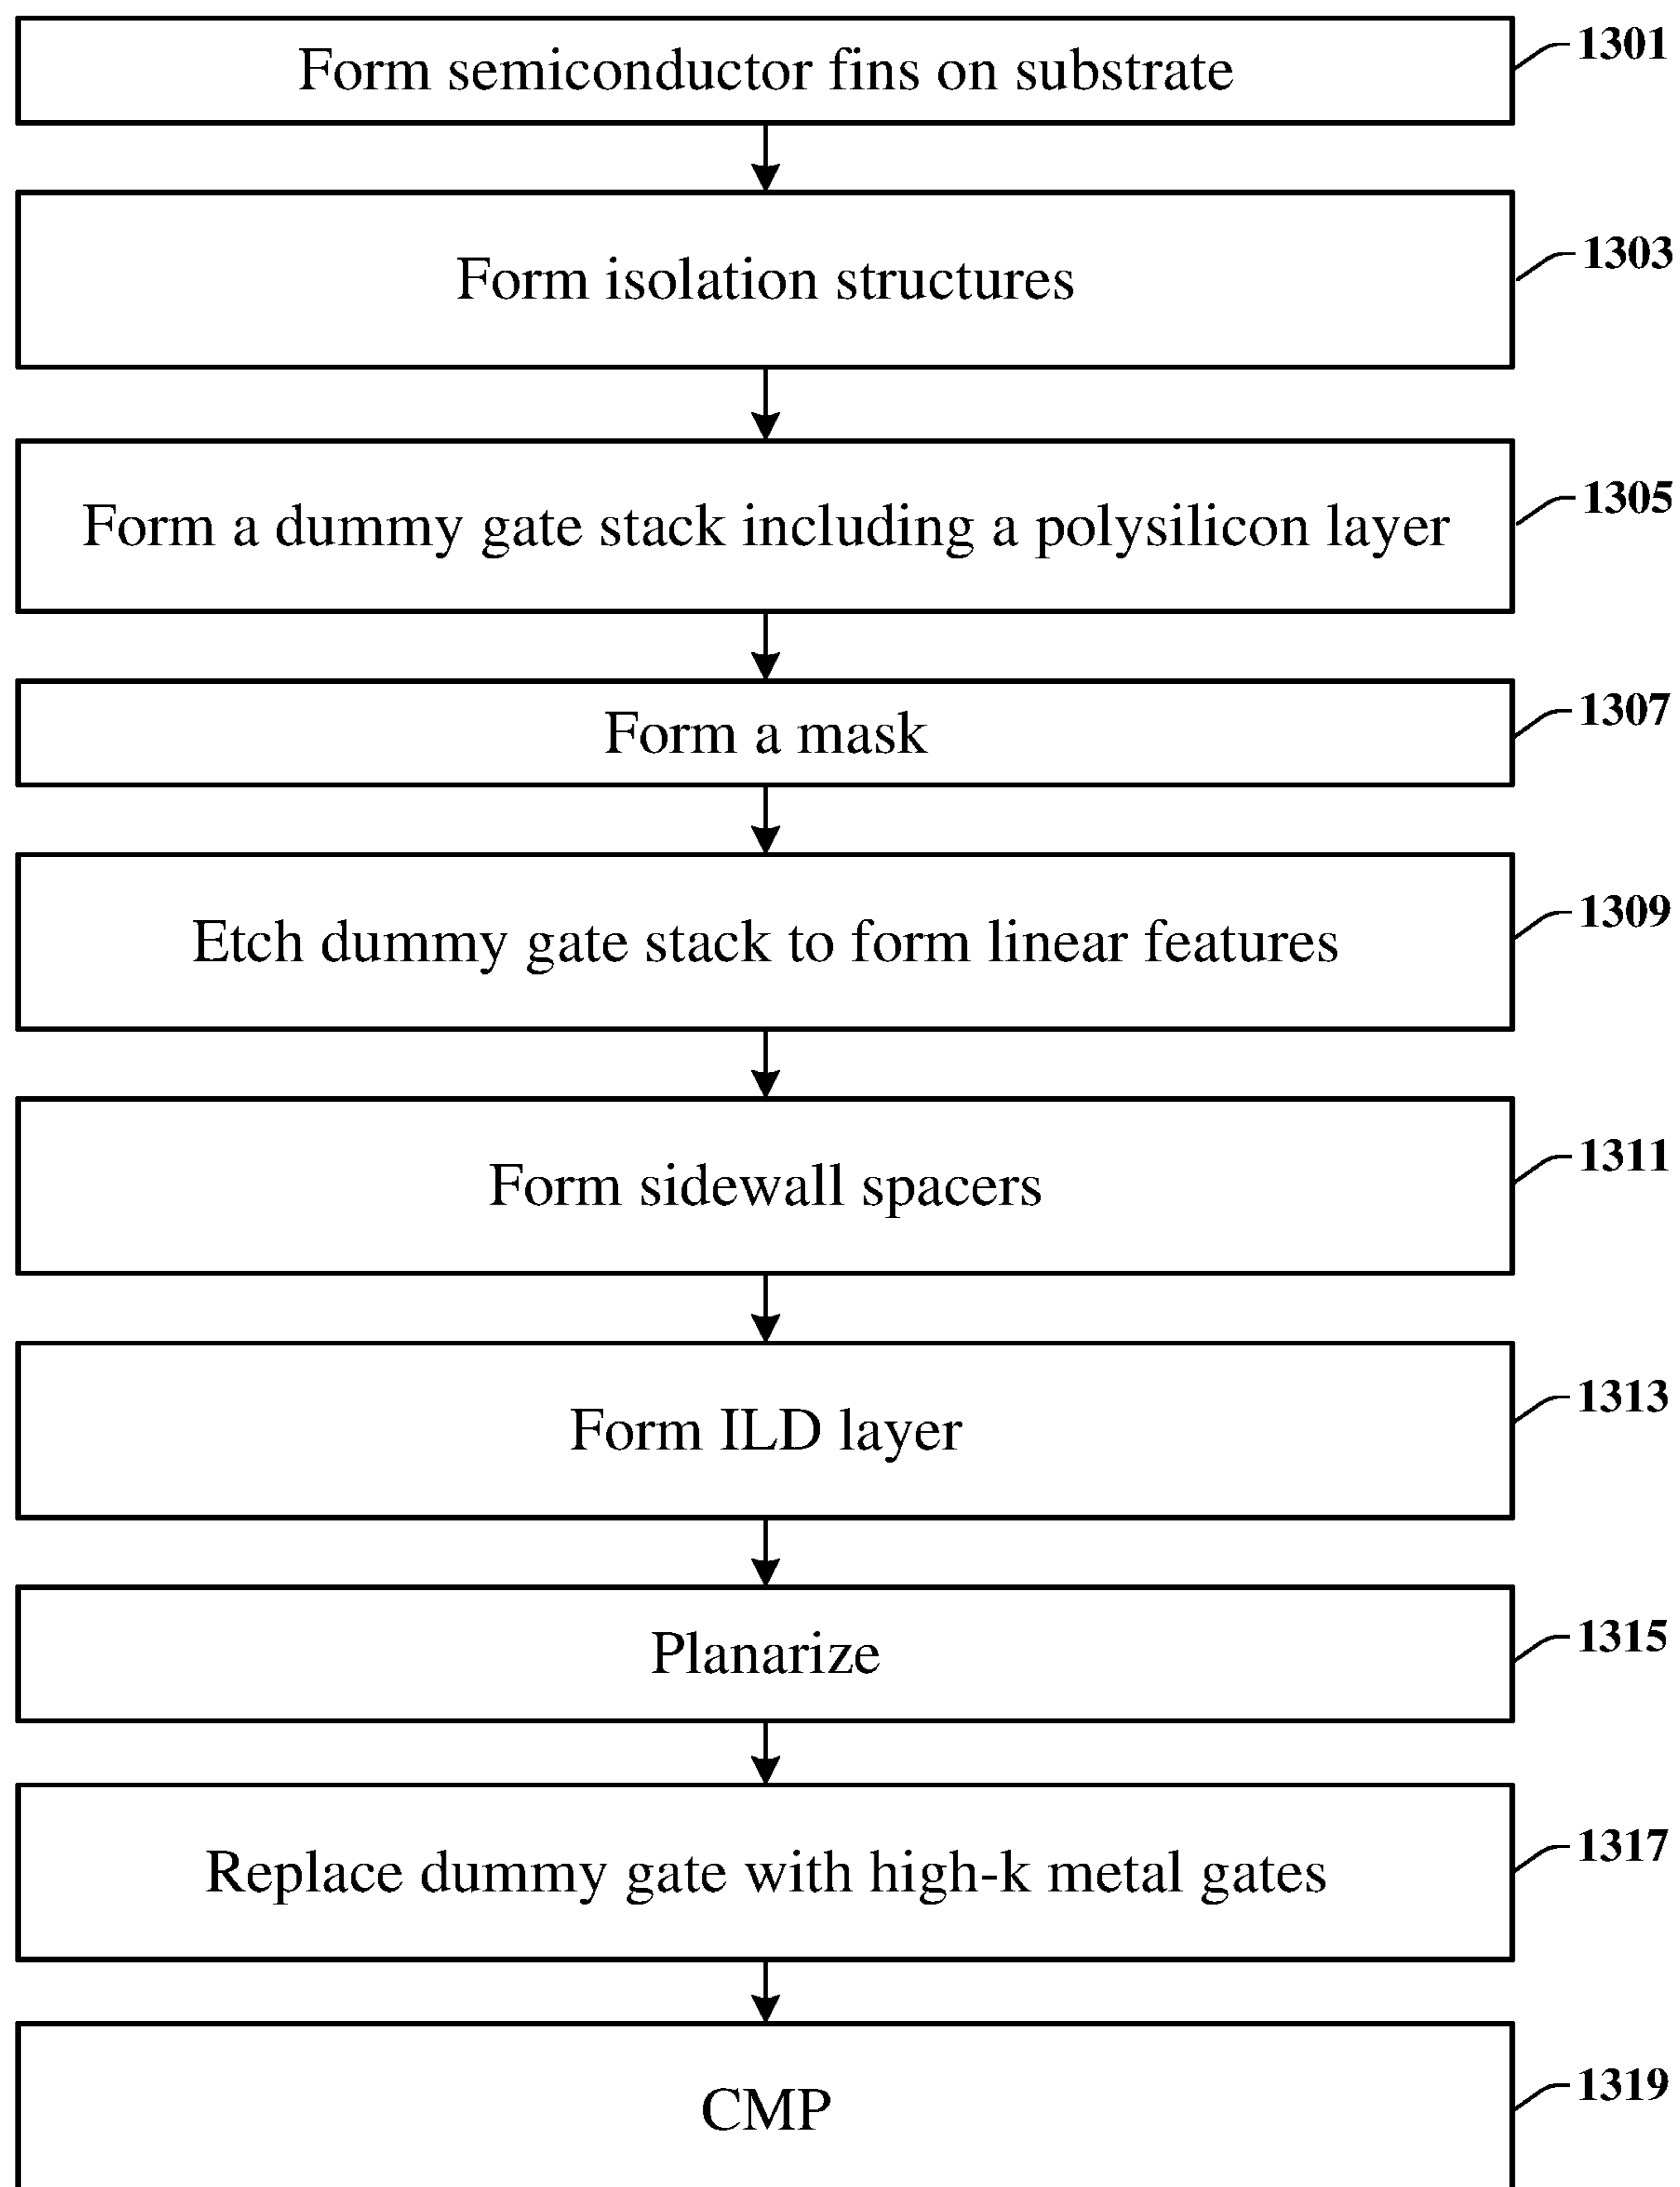 Form semiconductor fins on substrate
1301
Form isolation structures
1303
Form a dummy gate stack including a polysilicon layer
1305
Form a mask
1307
Etch dummy gate stack to form linear features
1309
Form sidewall spacers
1311
Form ILD layer
1313
Planarize
1315
Replace dummy gate with high-k metal gates
1317
CMP
1319